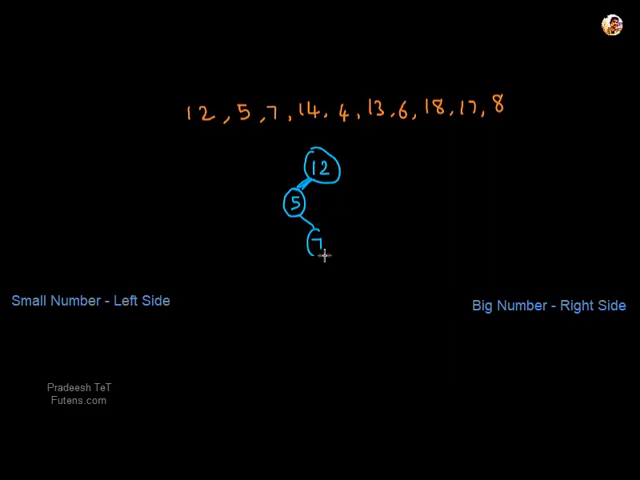 12, 5, 7, 14, 4, 13, 6, 18, 17, 8
12
5
7
Small Number - Left Side
Big Number - Right Side
Pradeesh TeT
Futens.com